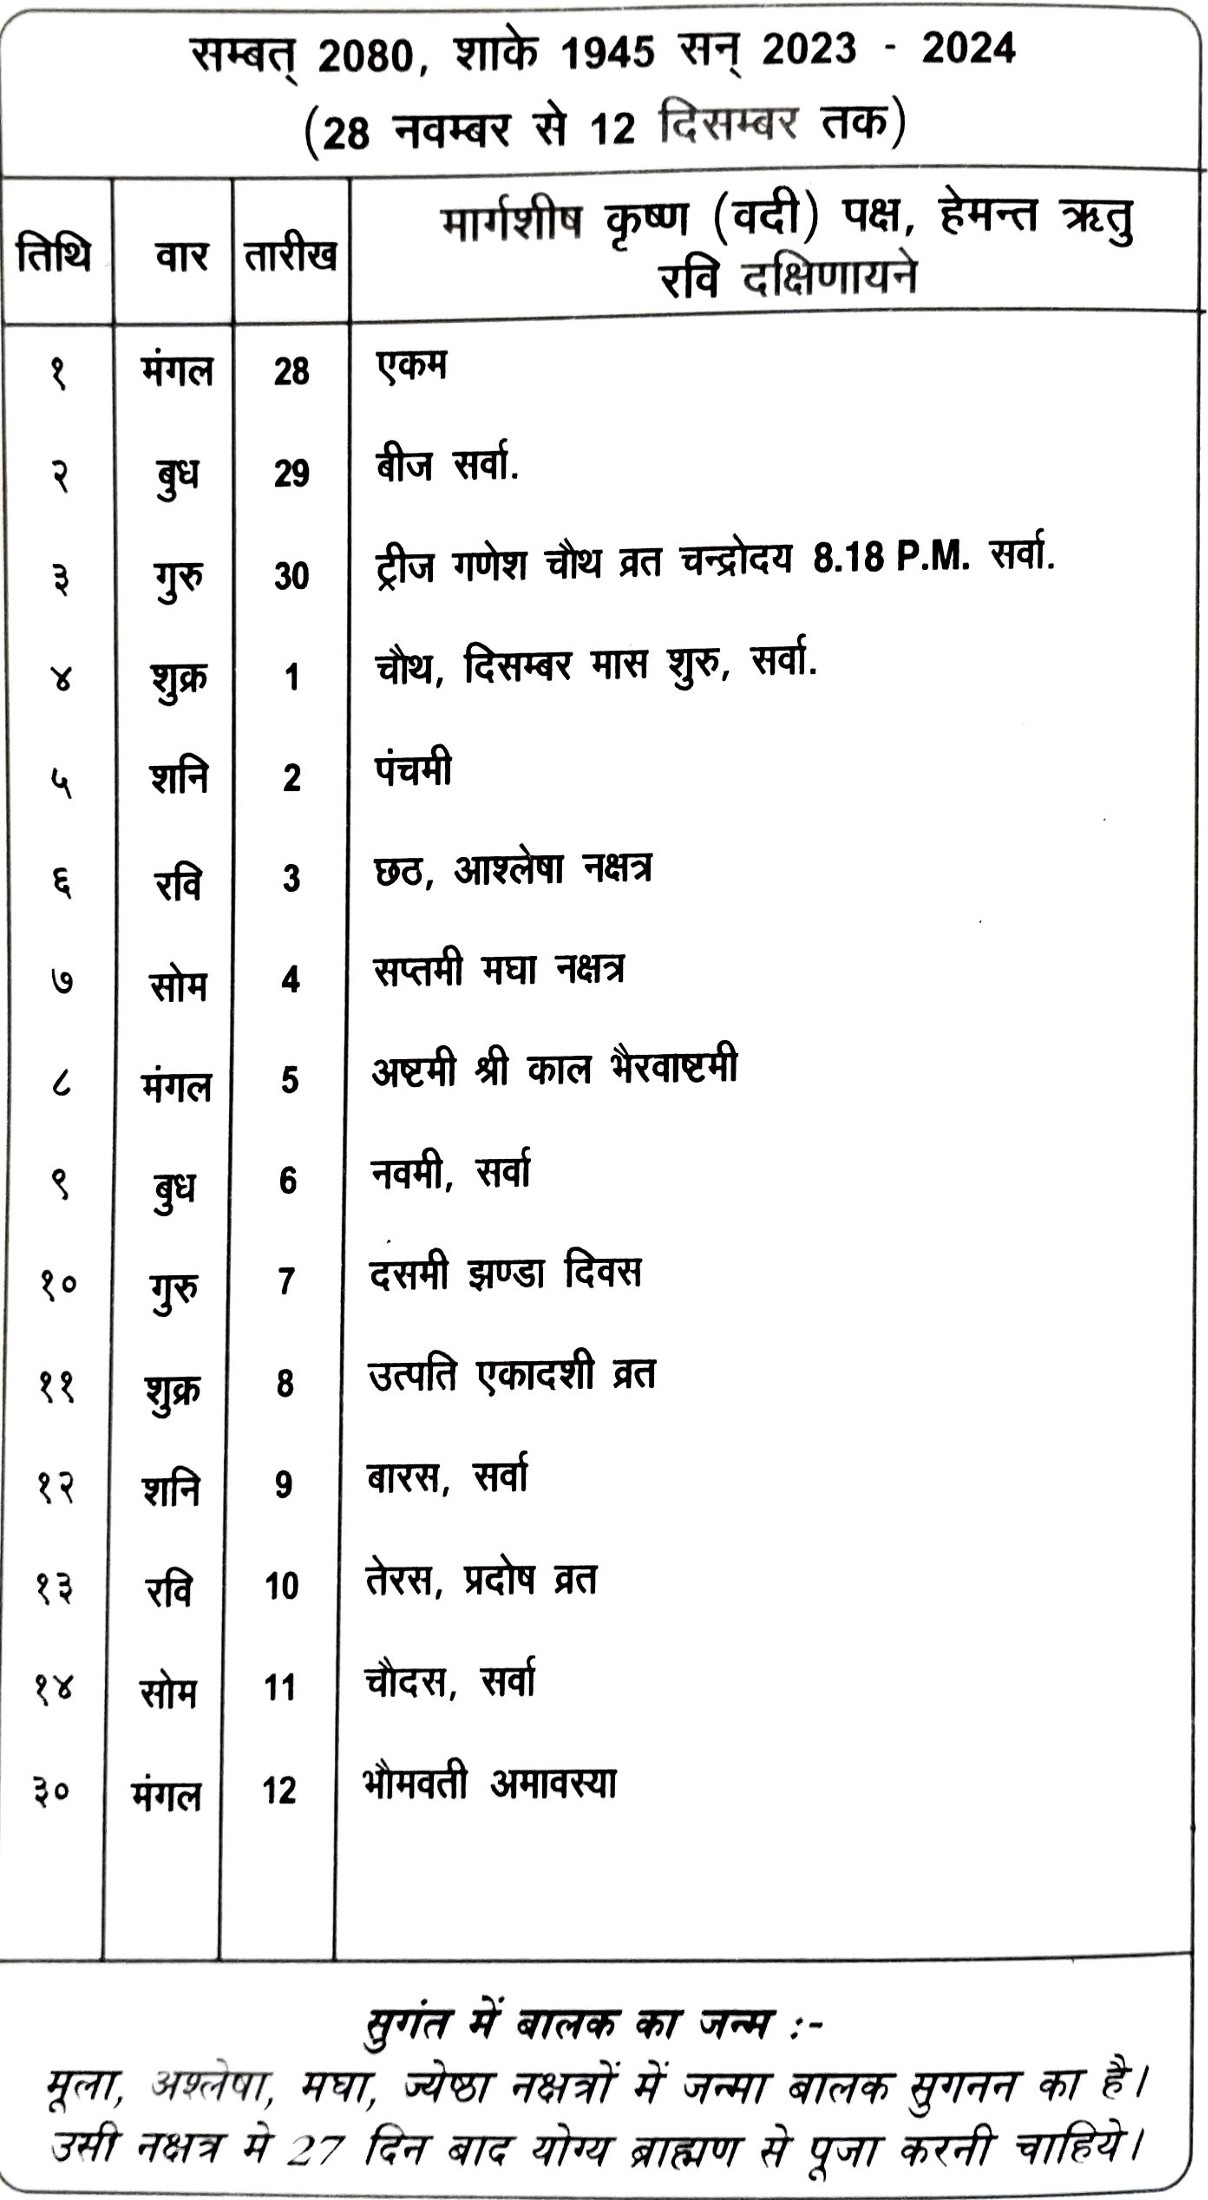 सम्बत् 2080, शाके 1945 सन् 2023 - 2024
(28 नवम्बर से 12 दिसम्बर तक)
तिथि वार तारीख मार्गशीष कृष्ण (वदी) पक्ष, हेमन्त ऋतु
रवि दक्षिणायने
१ मंगल 28 एकम
२ बुध 29 बीज सर्वा.
३ गुरु 30 ट्रीज गणेश चौथ व्रत चन्द्रोदय 8.18 P.M. सर्वा.
४ शुक्र 1 चौथ, दिसम्बर मास शुरु, सर्वा.
५ शनि 2 पंचमी
६ रवि 3 छठ, आश्लेषा नक्षत्र
७ सोम 4 सप्तमी मघा नक्षत्र
८ मंगल 5 अष्टमी श्री काल भैरवाष्टमी
९ बुध 6 नवमी, सर्वा
१० गुरु 7 दसमी झण्डा दिवस
११ शुक्र 8 उत्पति एकादशी व्रत
१२ शनि 9 बारस, सर्वा
१३ रवि 10 तेरस, प्रदोष व्रत
१४ सोम 11 चौदस, सर्वा
३० मंगल 12 भौमवती अमावस्या
सुगंत में बालक का जन्म :-
मूला, अश्लेषा, मघा, ज्येष्ठा नक्षत्रों में जन्मा बालक सुगनन का है।
उसी नक्षत्र मे 27 दिन बाद योग्य ब्राह्मण से पूजा करनी चाहिये।